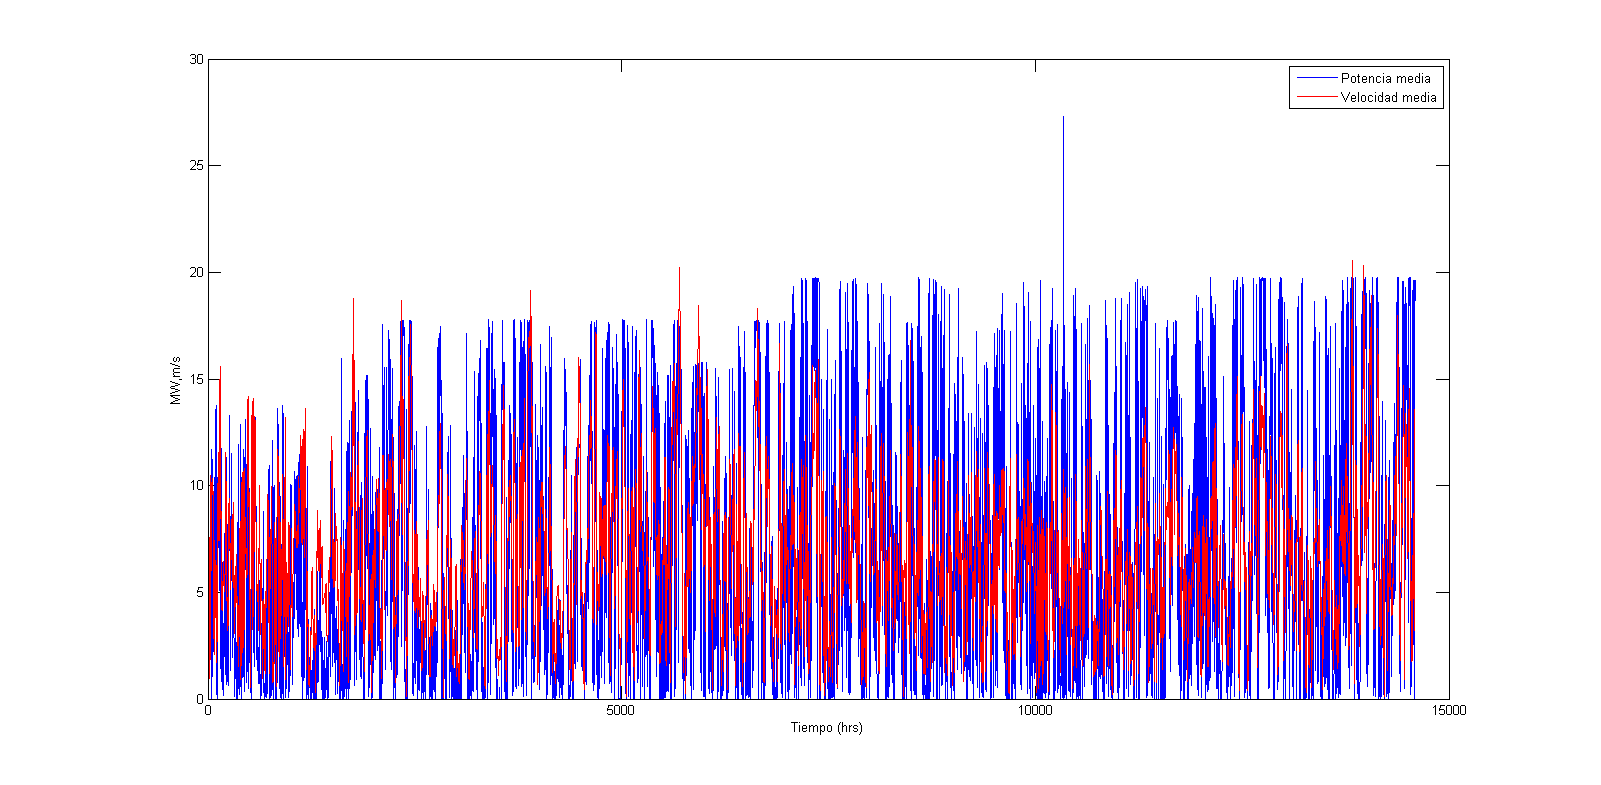 30
25
20
15
10
5
0
MW,m/s
Potencia media
Velocidad media
0
5000
10000
15000
Tiempo (hrs)